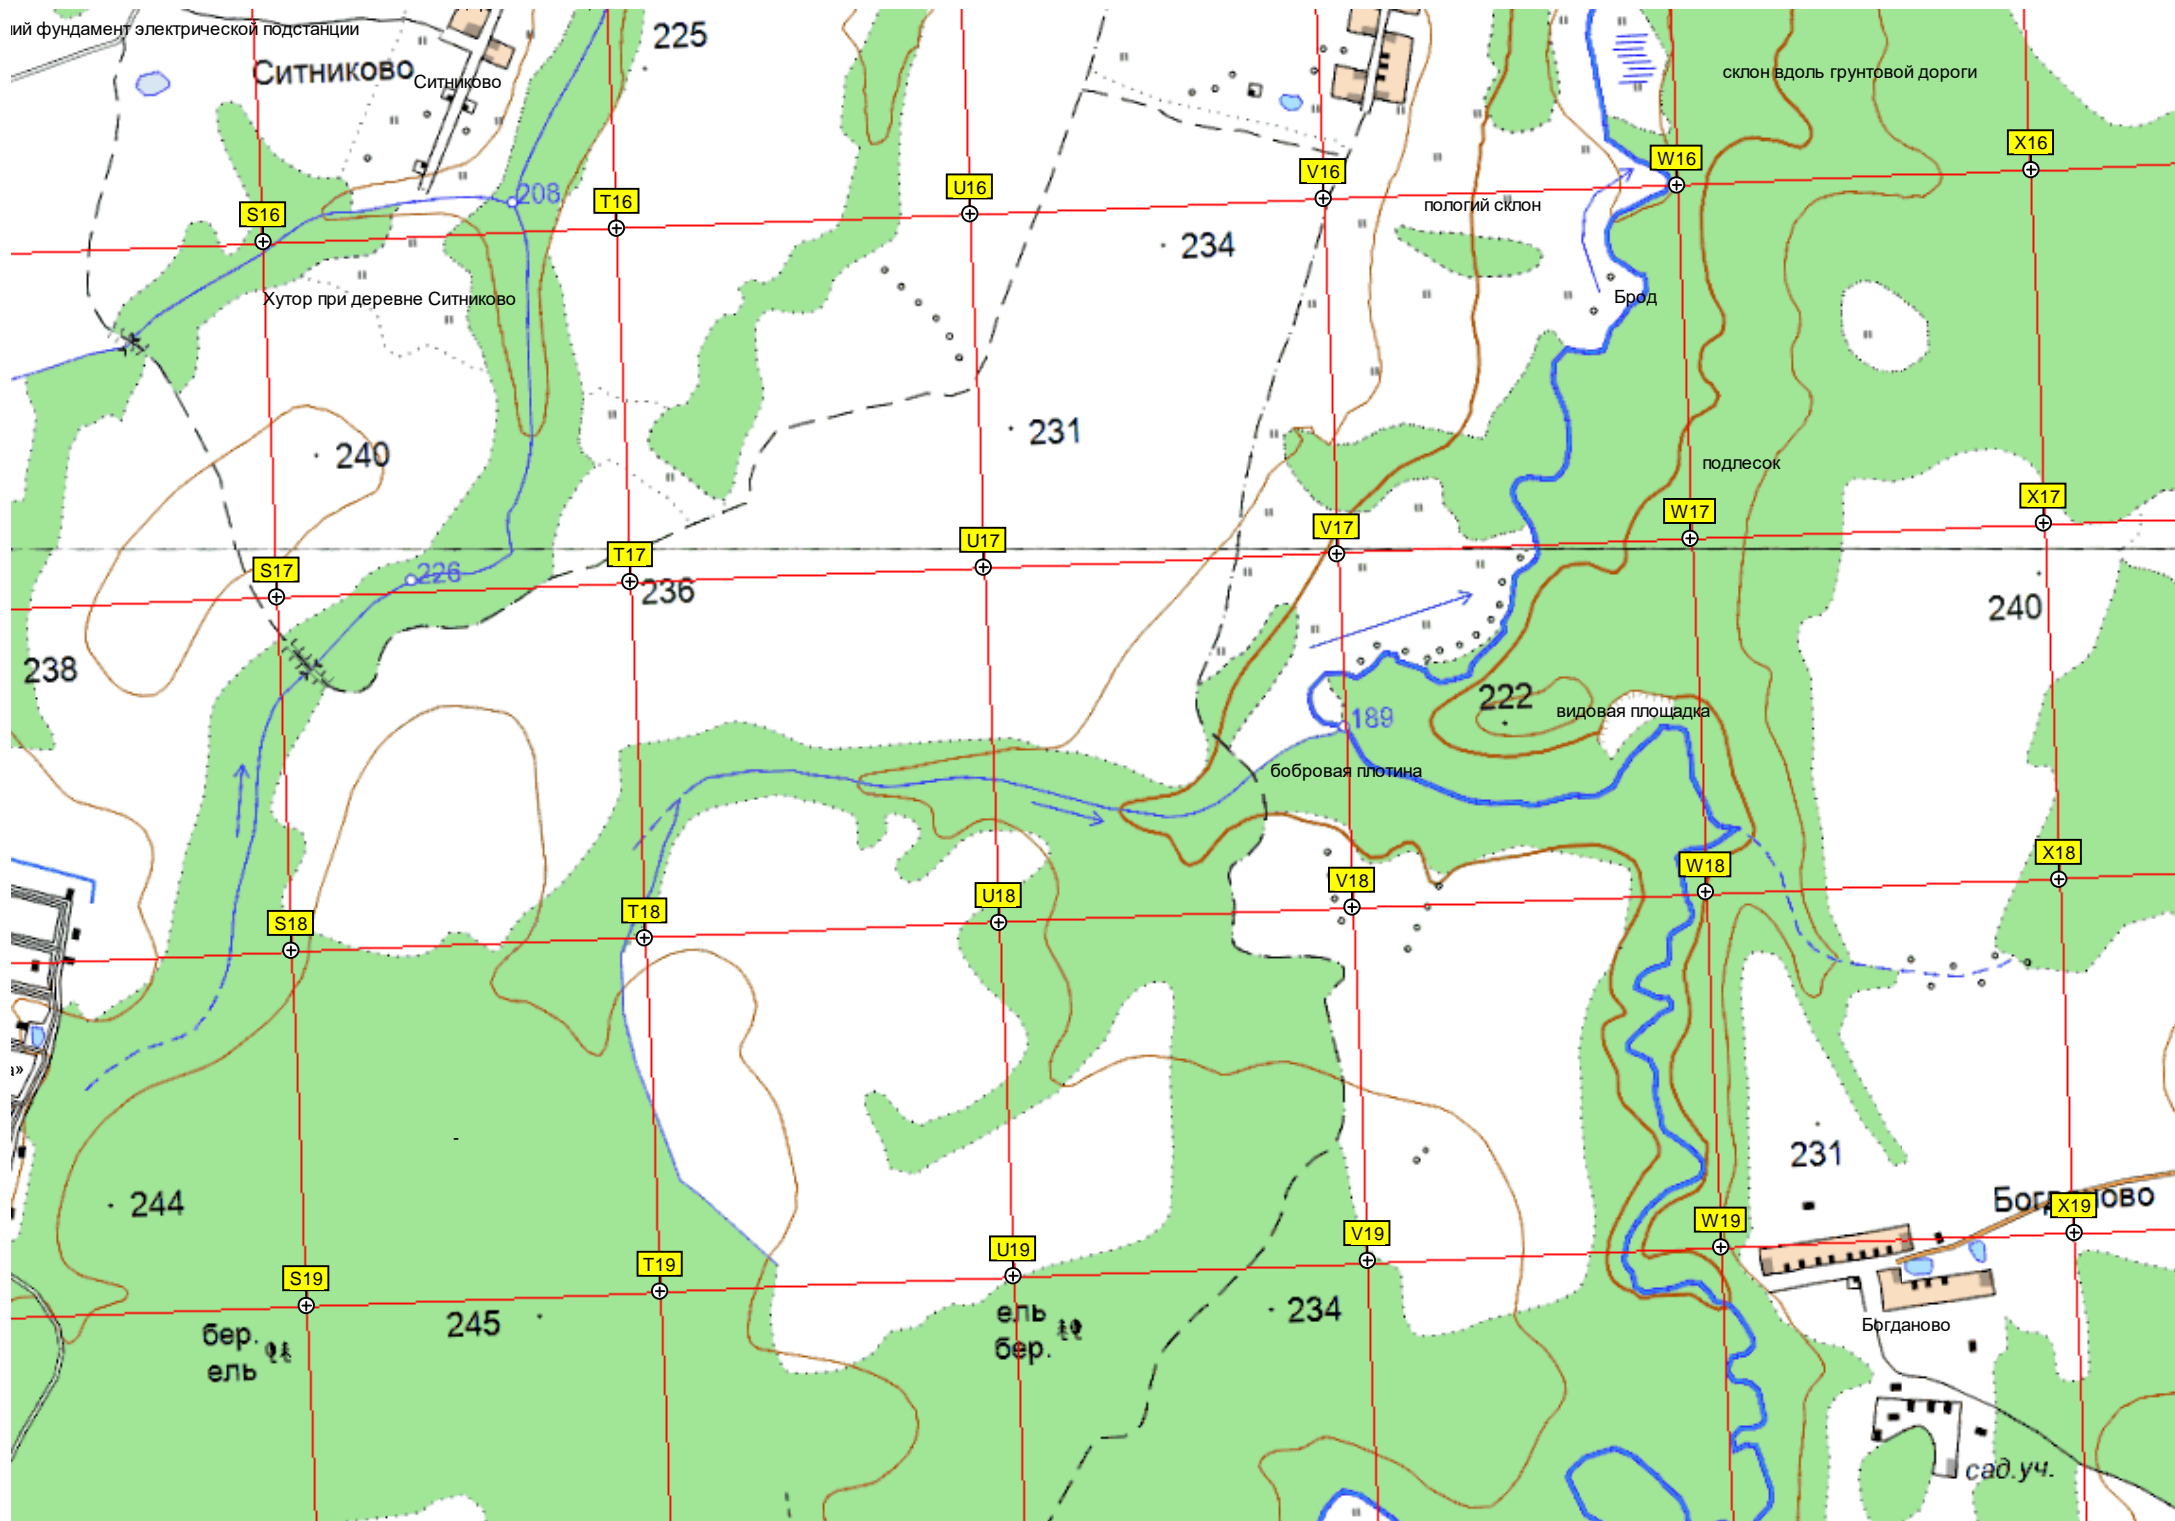 ий фундамент электрической подстанции
225
Ситниково
Ситниково
склон вдоль грунтовой дороги
X16
W16
V16
U16
T16
S16
208
пологий склон
234
Хутор при деревне Ситниково
Брод
231
240
подлесок
X17
W17
V17
U17
T17
S17
226
236
240
238
222
189
видовая площадка
бобровая плотина
X18
W18
V18
U18
T18
S18
а»
231
244
Богданово
X19
W19
V19
U19
T19
S19
245
234
ель
бер.
бер.
ель
Богданово
сад.уч.